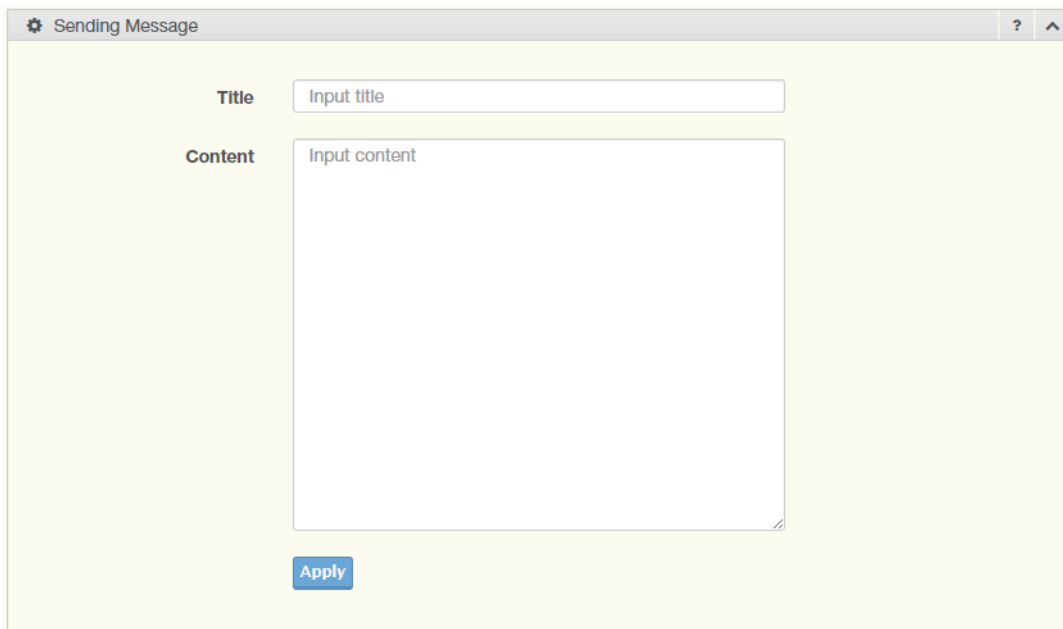 Sending Message ?
Title Input title
Content Input content
Apply